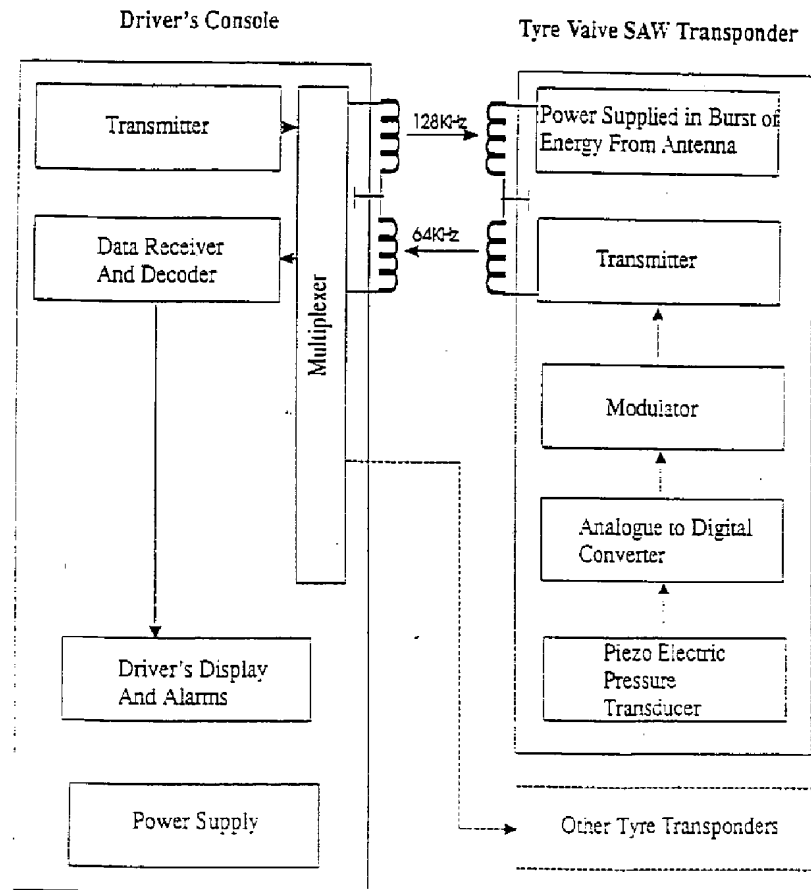 Driver's Console
Tyre Valve SAW Transponder
Transmitter
Power Supplied in Burst of
Energy From Antenna
128KHz
64KHz
Data Receiver
And Decoder
Multiplexer
Transmitter
Modulator
Analogue to Digital
Converter
Driver's Display
And Alarms
Piezo Electric
Pressure
Transducer
Power Supply
Other Tyre Transponders